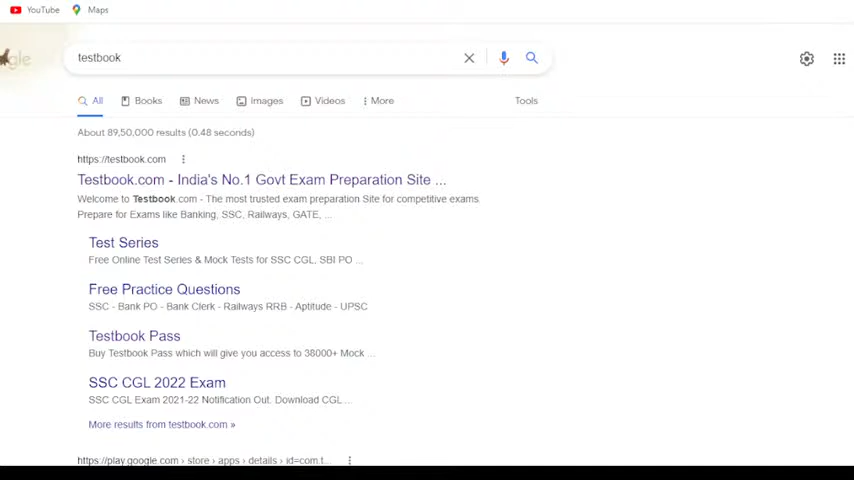 YouTube Maps
gle
testbook
All Books News Images Videos More Tools
About 89,50,000 results (0.48 seconds)
https://testbook.com
Testbook.com - India's No.1 Govt Exam Preparation Site ...
Welcome to Testbook.com - The most trusted exam preparation Site for competitive exams.
Prepare for Exams like Banking, SSC, Railways, GATE, ...
Test Series
Free Online Test Series & Mock Tests for SSC CGL, SBI PO ...
Free Practice Questions
SSC - Bank PO - Bank Clerk - Railways RRB - Aptitude - UPSC
Testbook Pass
Buy Testbook Pass which will give you access to 38000+ Mock ...
SSC CGL 2022 Exam
SSC CGL Exam 2021-22 Notification Out. Download CGL ...
More results from testbook.com »
https://play.google.com › store › apps › details › id=com.t...